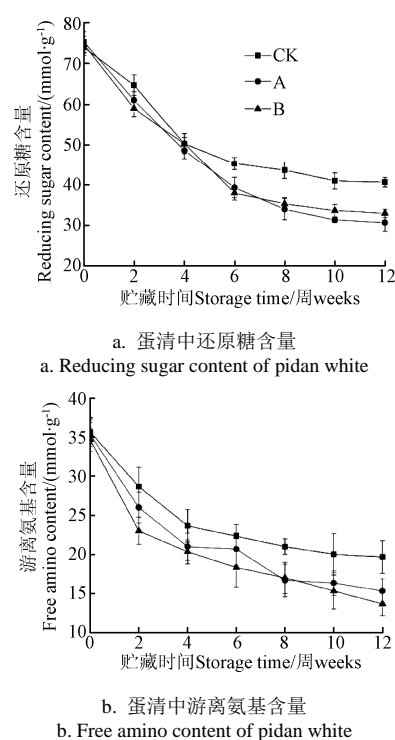 80
70
60
50
40
30
20
还原糖含量
Reducing sugar content/(mmol·g⁻¹)
CK
A
B
0 2 4 6 8 10 12
贮藏时间Storage time/周weeks
a. 蛋清中还原糖含量
a. Reducing sugar content of pidan white
40
35
30
25
20
15
10
游离氨基含量
Free amino content/(mmol·g⁻¹)
0 2 4 6 8 10 12
贮藏时间Storage time/周weeks
b. 蛋清中游离氨基含量
b. Free amino content of pidan white